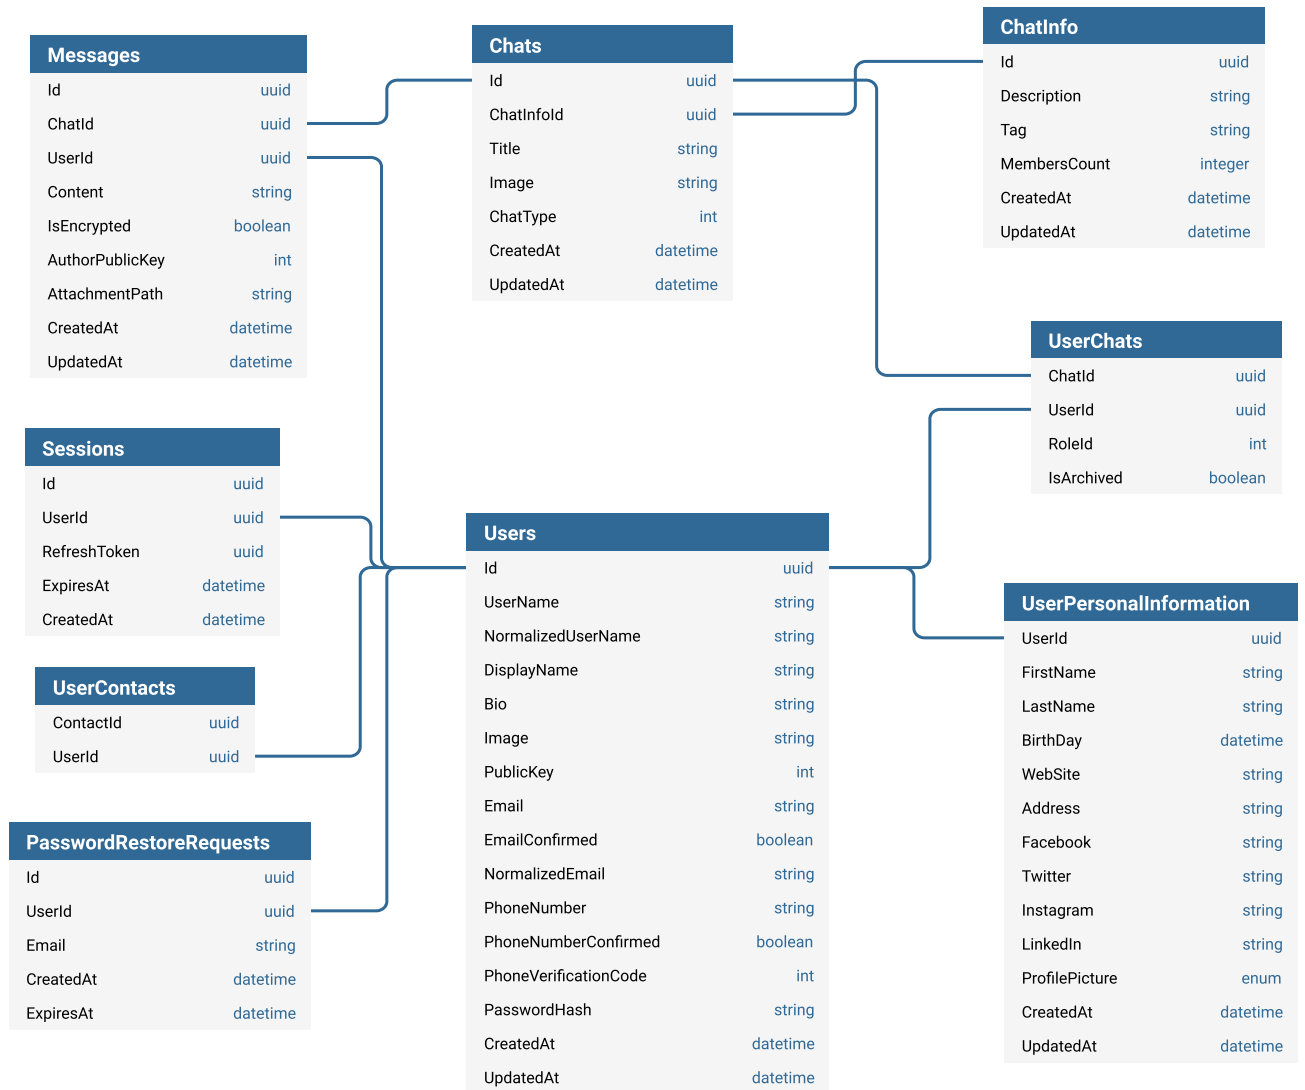 Messages
Id uuid
ChatId uuid
UserId uuid
Content string
IsEncrypted boolean
AuthorPublicKey int
AttachmentPath string
CreatedAt datetime
UpdatedAt datetime
Chats
Id uuid
ChatInfoId uuid
Title string
Image string
ChatType int
CreatedAt datetime
UpdatedAt datetime
ChatInfo
Id uuid
Description string
Tag string
MembersCount integer
CreatedAt datetime
UpdatedAt datetime
UserChats
ChatId uuid
UserId uuid
RoleId int
IsArchived boolean
Sessions
Id uuid
UserId uuid
RefreshToken uuid
ExpiresAt datetime
CreatedAt datetime
Users
Id uuid
UserName string
NormalizedUserName string
DisplayName string
Bio string
Image string
PublicKey int
Email string
EmailConfirmed boolean
NormalizedEmail string
PhoneNumber string
PhoneNumberConfirmed boolean
PhoneVerificationCode int
PasswordHash string
CreatedAt datetime
UpdatedAt datetime
UserPersonalInformation
UserId uuid
FirstName string
LastName string
BirthDay datetime
WebSite string
Address string
Facebook string
Twitter string
Instagram string
LinkedIn string
ProfilePicture enum
CreatedAt datetime
UpdatedAt datetime
UserContacts
ContactId uuid
UserId uuid
PasswordRestoreRequests
Id uuid
UserId uuid
Email string
CreatedAt datetime
ExpiresAt datetime